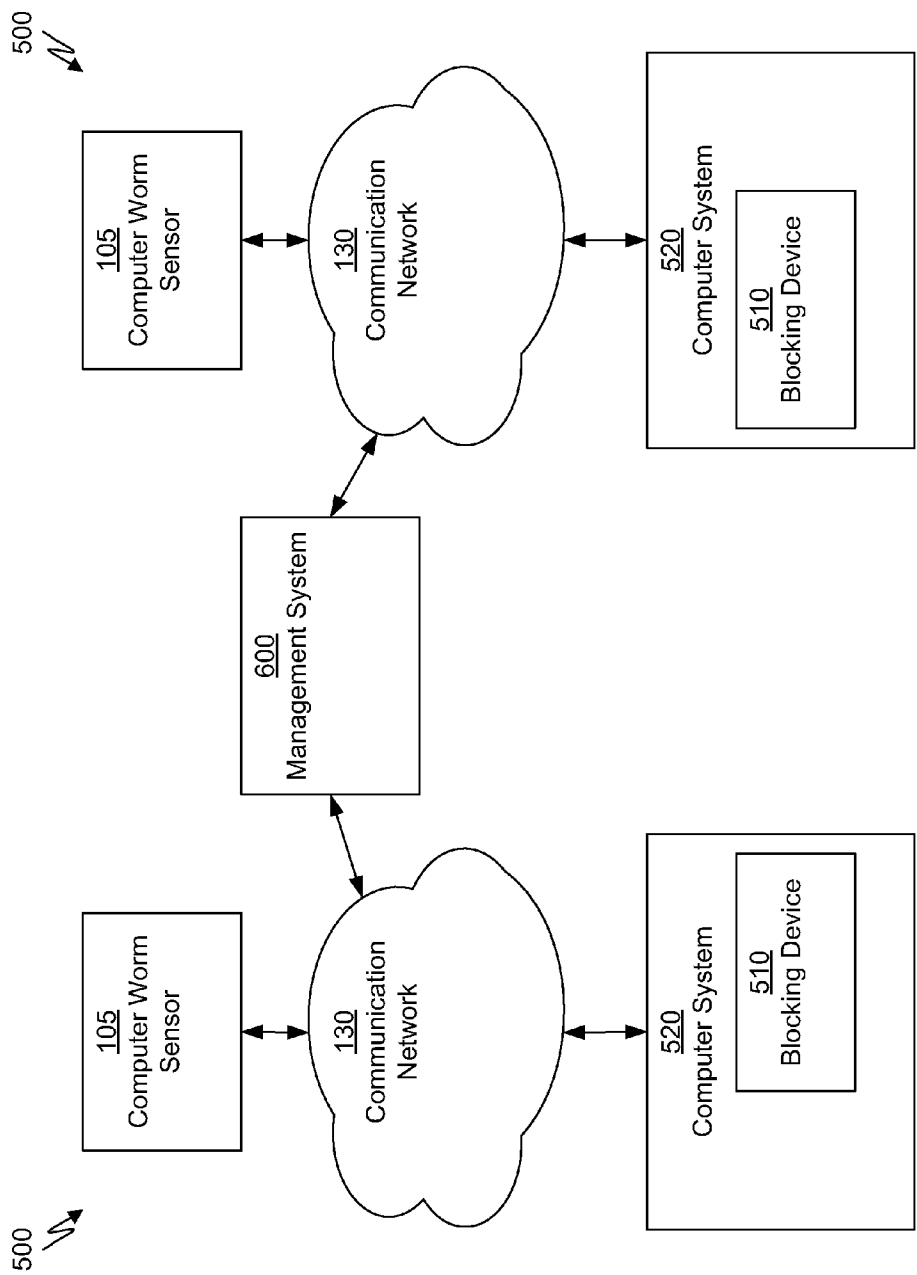 500
105
Computer Worm
Sensor
130
Communication
Network
520
Computer System
510
Blocking Device
600
Management System
500
105
Computer Worm
Sensor
130
Communication
Network
520
Computer System
510
Blocking Device